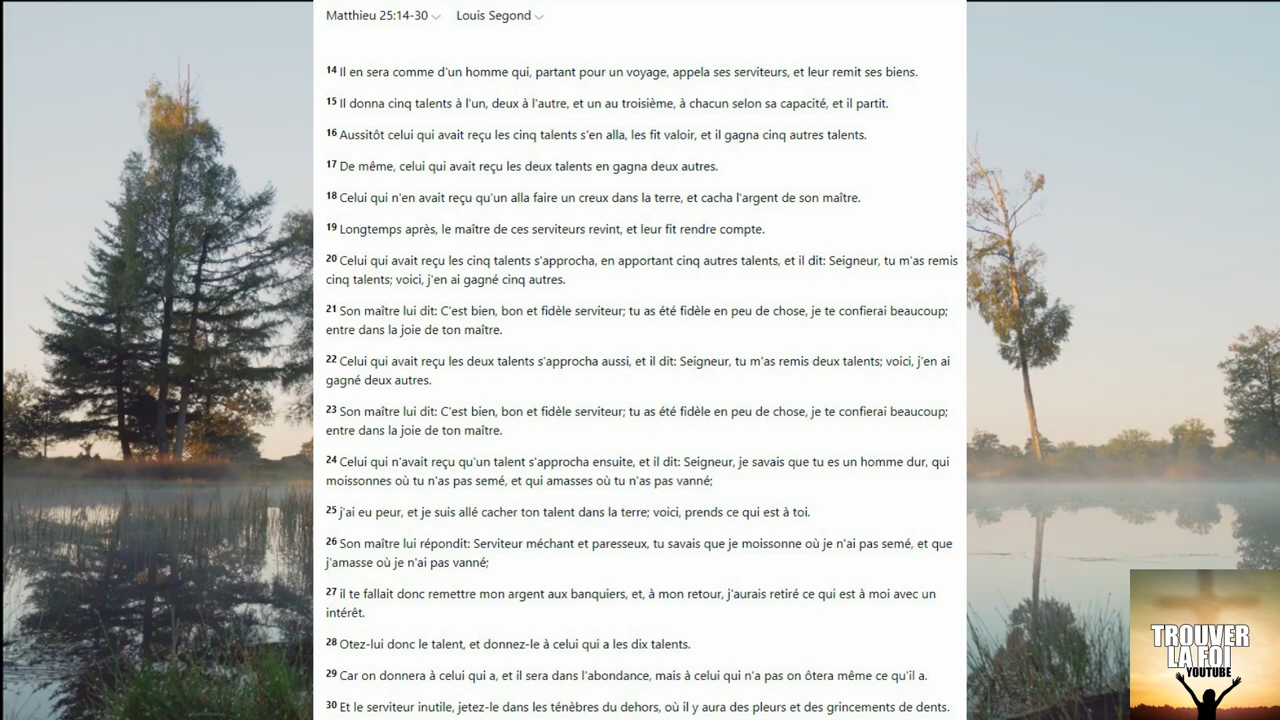 Matthieu 25:14-30 Louis Segond
14 Il en sera comme d'un homme qui, partant pour un voyage, appela ses serviteurs, et leur remit ses biens.
15 Il donna cinq talents à l'un, deux à l'autre, et un au troisième, à chacun selon sa capacité, et il partit.
16 Aussitôt celui qui avait reçu les cinq talents s'en alla, les fit valoir, et il gagna cinq autres talents.
17 De même, celui qui avait reçu les deux talents en gagna deux autres.
18 Celui qui n'en avait reçu qu'un alla faire un creux dans la terre, et cacha l'argent de son maître.
19 Longtemps après, le maître de ces serviteurs revint, et leur fit rendre compte.
20 Celui qui avait reçu les cinq talents s'approcha, en apportant cinq autres talents, et il dit: Seigneur, tu m'as remis
cinq talents; voici, j'en ai gagné cinq autres.
21 Son maître lui dit: C'est bien, bon et fidèle serviteur; tu as été fidèle en peu de chose, je te confierai beaucoup;
entre dans la joie de ton maître.
22 Celui qui avait reçu les deux talents s'approcha aussi, et il dit: Seigneur, tu m'as remis deux talents; voici, j'en ai
gagné deux autres.
23 Son maître lui dit: C'est bien, bon et fidèle serviteur; tu as été fidèle en peu de chose, je te confierai beaucoup;
entre dans la joie de ton maître.
24 Celui qui n'avait reçu qu'un talent s'approcha ensuite, et il dit: Seigneur, je savais que tu es un homme dur, qui
moissonnes où tu n'as pas semé, et qui amasses où tu n'as pas vanné;
25 j'ai eu peur, et je suis allé cacher ton talent dans la terre; voici, prends ce qui est à toi.
26 Son maître lui répondit: Serviteur méchant et paresseux, tu savais que je moissonne où je n'ai pas semé, et que
j'amasse où je n'ai pas vanné;
27 il te fallait donc remettre mon argent aux banquiers, et, à mon retour, j'aurais retiré ce qui est à moi avec un
intérêt.
28 Otez-lui donc le talent, et donnez-le à celui qui a les dix talents.
29 Car on donnera à celui qui a, et il sera dans l'abondance, mais à celui qui n'a pas on ôtera même ce qu'il a.
30 Et le serviteur inutile, jetez-le dans les ténèbres du dehors, où il y aura des pleurs et des grincements de dents.
TROUVER
LA FOI
YOUTUBE